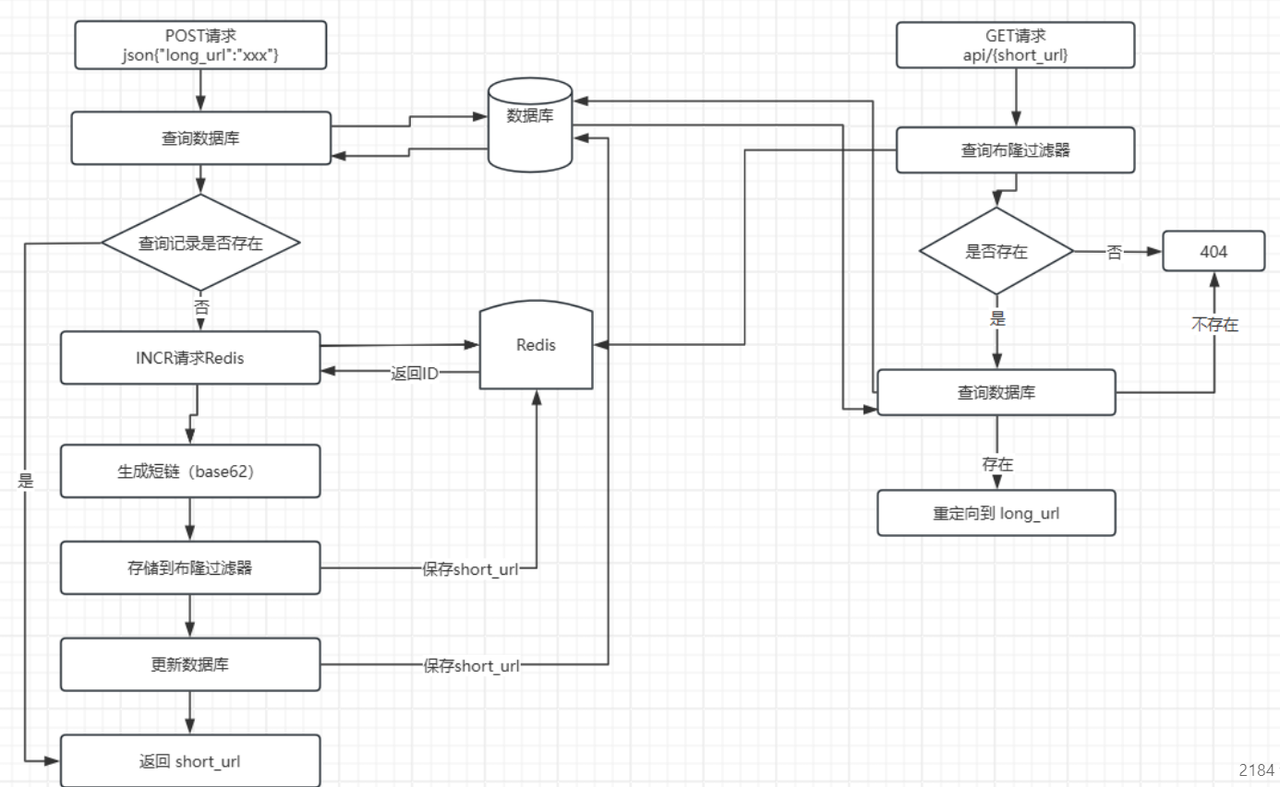 POST请求
json{"long_url":"xxx"}
查询数据库
查询记录是否存在
否
是
INCR请求Redis
返回ID
生成短链（base62）
存储到布隆过滤器
保存short_url
更新数据库
保存short_url
返回 short_url
数据库
Redis
GET请求
api/{short_url}
查询布隆过滤器
是否存在
否
404
是
不存在
查询数据库
存在
重定向到 long_url
2184